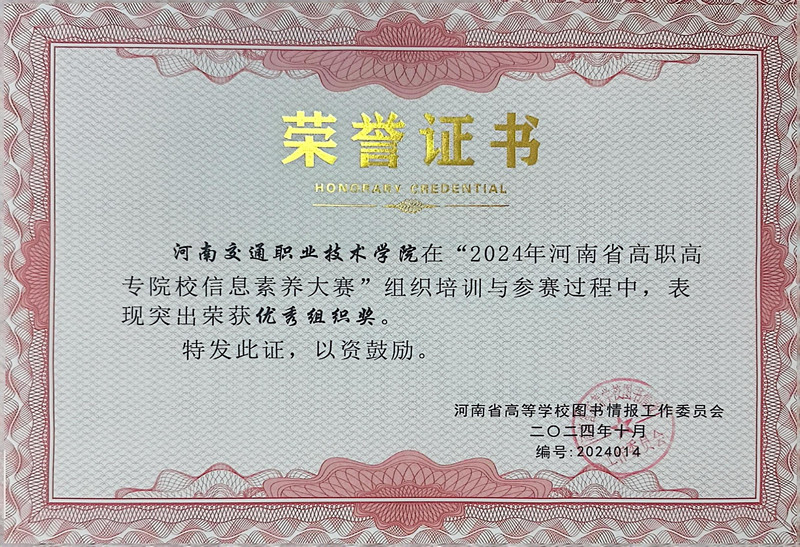 荣誉证书
HONORARY CREDENTIAL
河南交通职业技术学院在“2024年河南省高职高
专院校信息素养大赛”组织培训与参赛过程中，表
现突出荣获优秀组织奖。
特发此证，以资鼓励。
河南省高等学校图书情报工作委员会
二〇二四年十月
编号:2024014